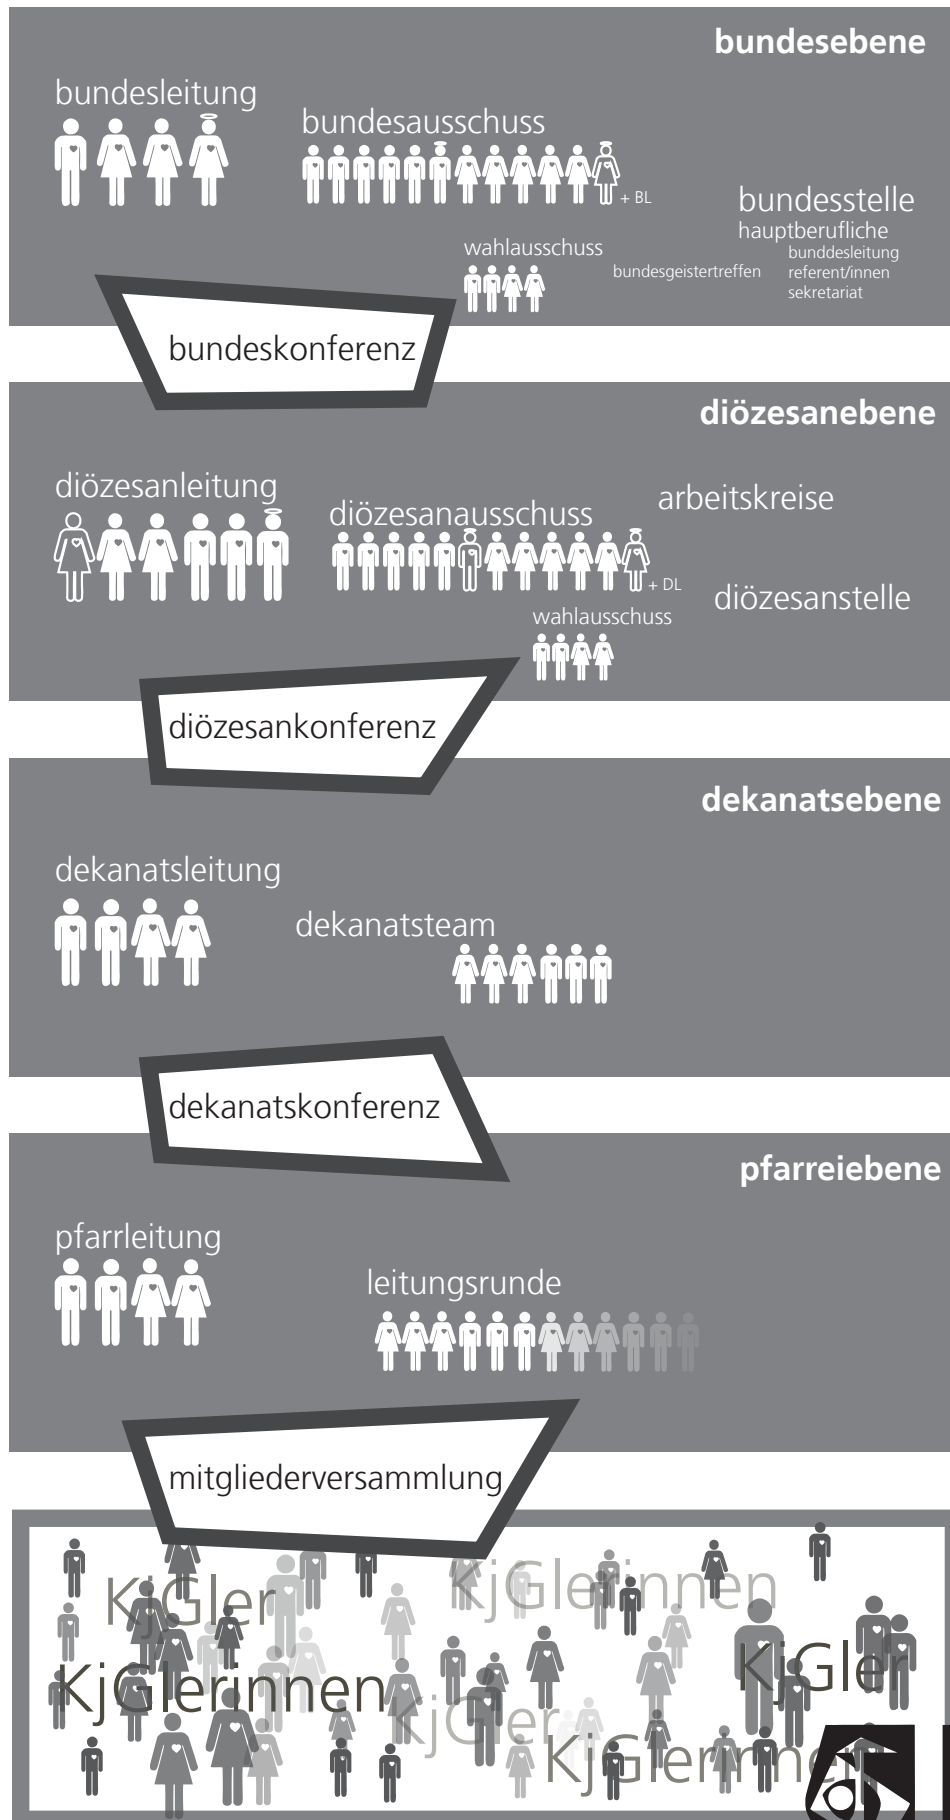 bundesebene
bundesleitung
bundesausschuss
+ BL
bundesstelle
hauptberufliche
bunddesleitung
referent/innen
sekretariat
wahlausschuss
bundesgeistertreffen
bundeskonferenz
diözesanebene
diözesanleitung
diözesanausschuss
+ DL
arbeitskreise
diözesanstelle
wahlausschuss
diözesankonferenz
dekanatsebene
dekanatsleitung
dekanatsteam
dekanatskonferenz
pfarreiebene
pfarrleitung
leitungsrunde
mitgliederversammlung
KjGler
KjGlerinnen
KjGlerinnen
KjGler
KjGler
KjGlerinnen